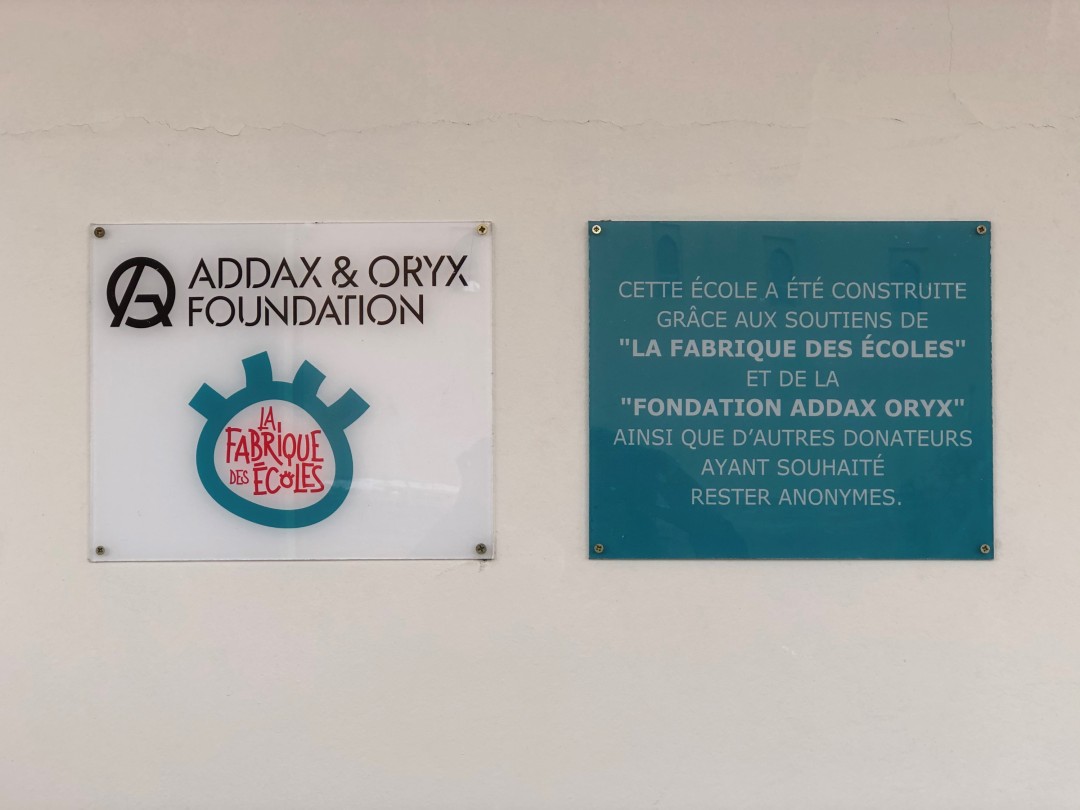 ADDAX & ORYX
FOUNDATION
LA
FABRIQUE
DES ÉCOLES
CETTE ÉCOLE A ÉTÉ CONSTRUITE
GRÂCE AUX SOUTIENS DE
"LA FABRIQUE DES ÉCOLES"
ET DE LA
"FONDATION ADDAX ORYX"
AINSI QUE D'AUTRES DONATEURS
AYANT SOUHAITÉ
RESTER ANONYMES.